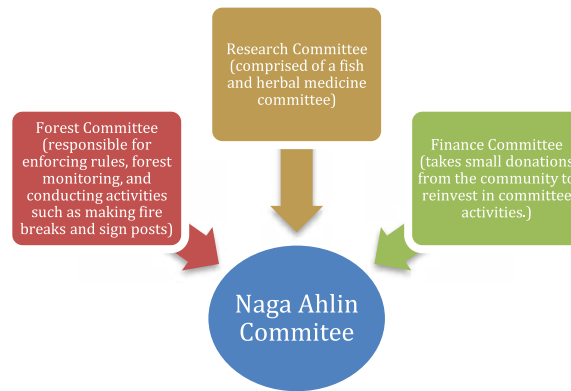 Research Committee
(comprised of a fish
and herbal medicine
committee)
Forest Committee
(responsible for
enforcing rules, forest
monitoring, and
conducting activities
such as making fire
breaks and sign posts)
Finance Committee
(takes small donations
from the community to
reinvest in committee
activities.)
Naga Ahlin
Commitee